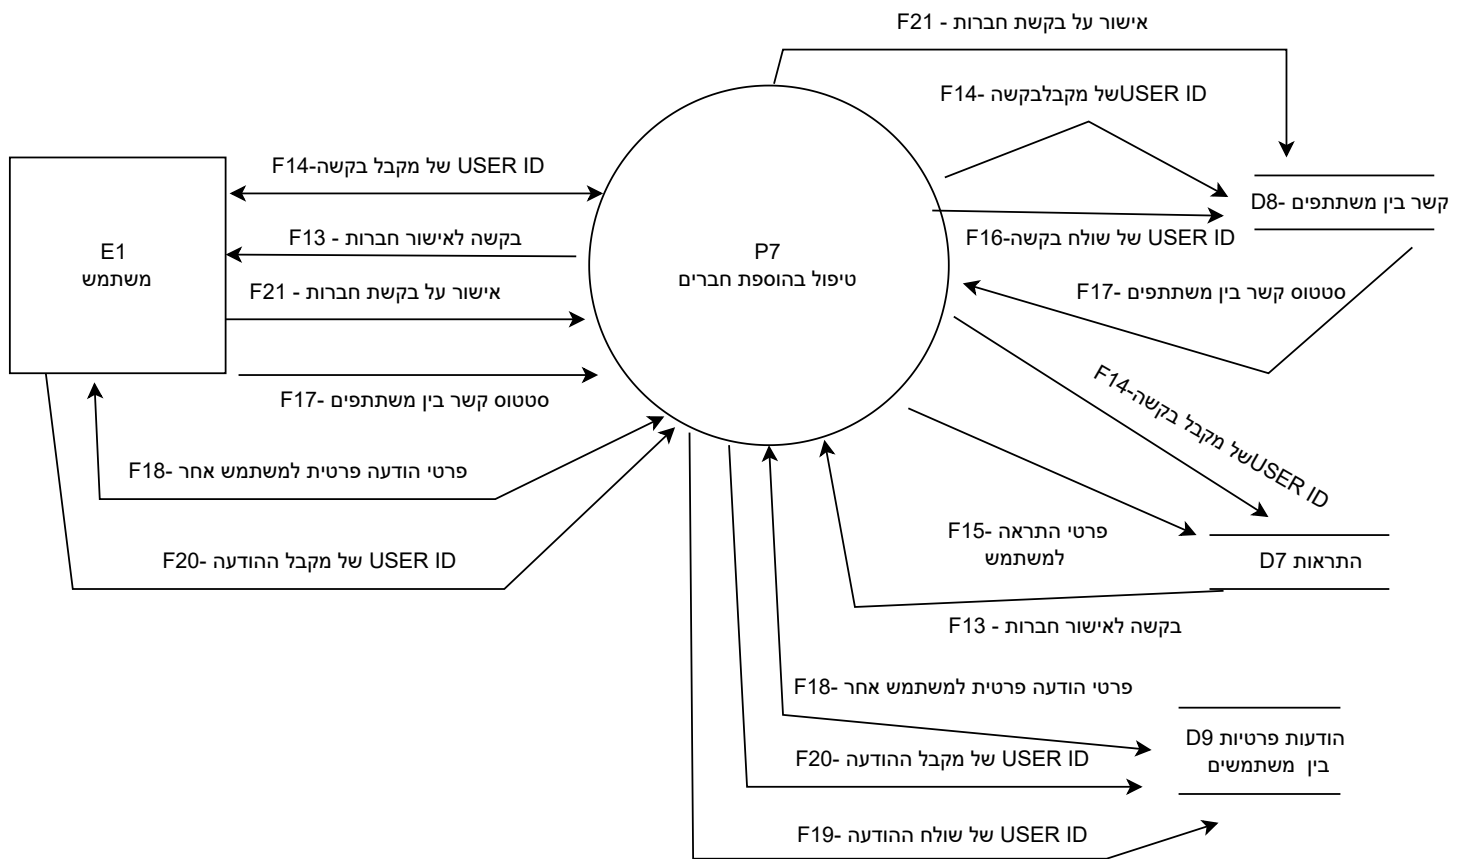 F21 - אישור על בקשת חברות
F14- של מקבלבקשהUSER ID
F14-של מקבל בקשה USER ID
D8- קשר בין משתתפים
F13 - בקשה לאישור חברות
F16-של שולח בקשה USER ID
E1
משתמש
P7
טיפול בהוספת חברים
F21 - אישור על בקשת חברות
F17- סטטוס קשר בין משתתפים
F17- סטטוס קשר בין משתתפים
F14-של מקבל בקשהUSER ID
F18- פרטי הודעה פרטית למשתמש אחר
F15- פרטי התראה
למשתמש
F20- של מקבל ההודעה USER ID
D7 התראות
F13 - בקשה לאישור חברות
F18- פרטי הודעה פרטית למשתמש אחר
D9 הודעות פרטיות
בין משתמשים
F20- של מקבל ההודעה USER ID
F19- של שולח ההודעה USER ID